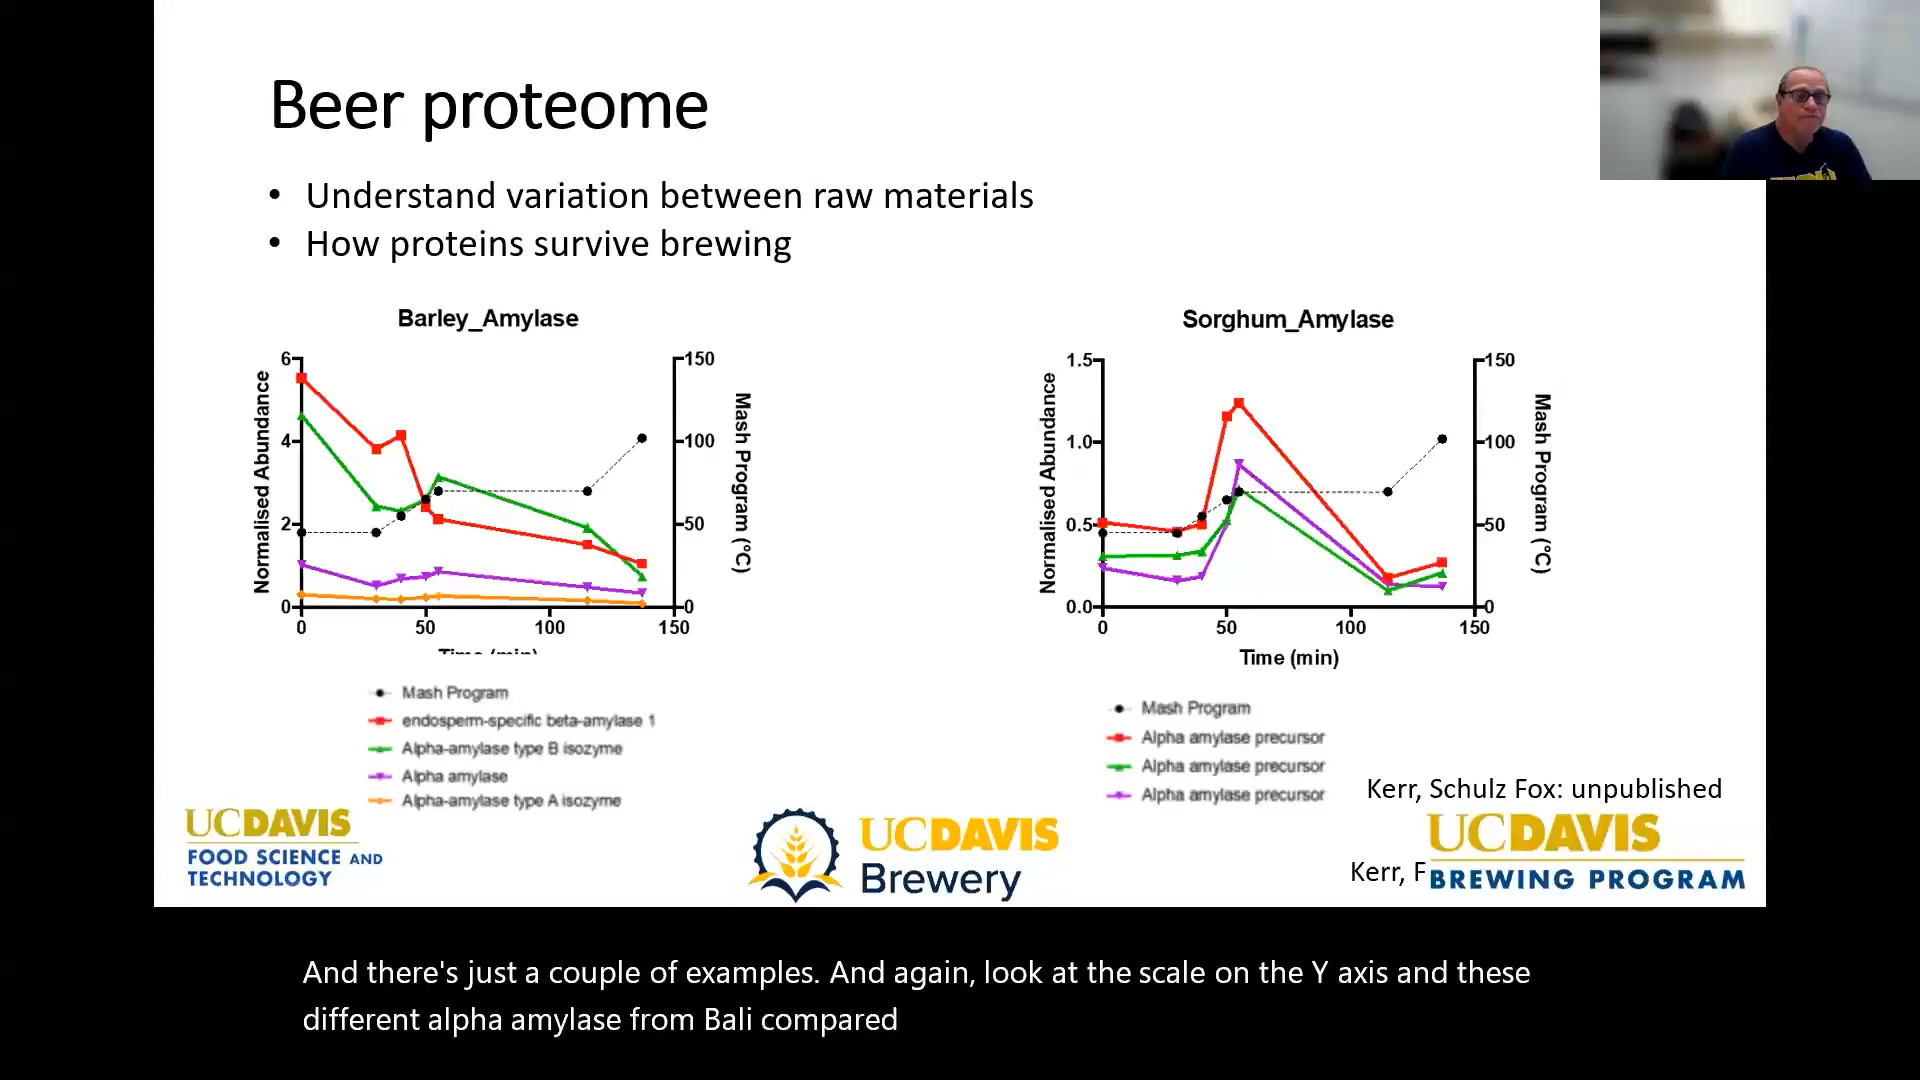 Beer proteome
• Understand variation between raw materials
• How proteins survive brewing
Barley_Amylase
6
4
2
0
Normalised Abundance
150
100
50
0
Mash Program (°C)
0 50 100 150
Time (min)
Mash Program
endosperm-specific beta-amylase 1
Alpha-amylase type B isozyme
Alpha amylase
Alpha-amylase type A isozyme
Sorghum_Amylase
1.5
1.0
0.5
0.0
Normalised Abundance
150
100
50
0
Mash Program (°C)
0 50 100 150
Time (min)
Mash Program
Alpha amylase precursor
Alpha amylase precursor
Alpha amylase precursor
Kerr, Schulz Fox: unpublished
Kerr, F
UCDAVIS
FOOD SCIENCE AND
TECHNOLOGY
UCDAVIS
Brewery
UCDAVIS
BREWING PROGRAM
And there's just a couple of examples. And again, look at the scale on the Y axis and these
different alpha amylase from Bali compared